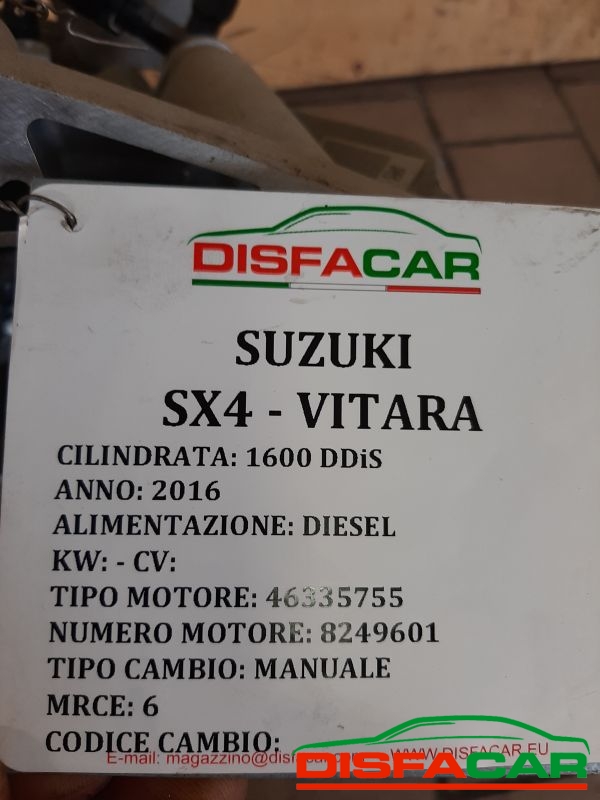 DISFACAR
SUZUKI
SX4 - VITARA
CILINDRATA: 1600 DDiS
ANNO: 2016
ALIMENTAZIONE: DIESEL
KW: - CV:
TIPO MOTORE: 46335755
NUMERO MOTORE: 8249601
TIPO CAMBIO: MANUALE
MRCE: 6
CODICE CAMBIO:
E-mail: magazzino@disfacar WWW.DISFACAR.EU
DISFACAR